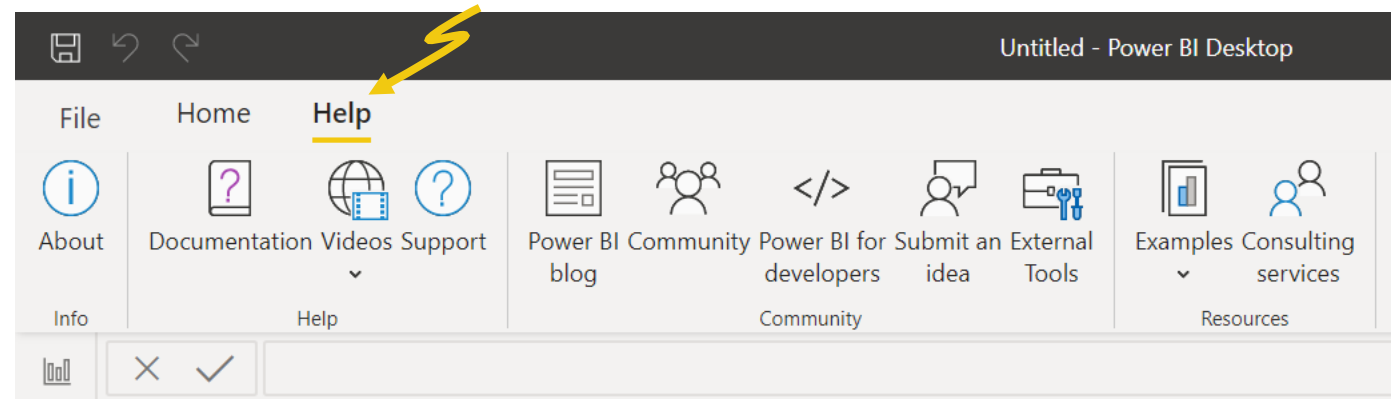 Untitled - Power BI Desktop
File Home Help
About Documentation Videos Support Power BI Community Power BI for Submit an External Examples Consulting
blog developers idea Tools services
Info Help Community Resources